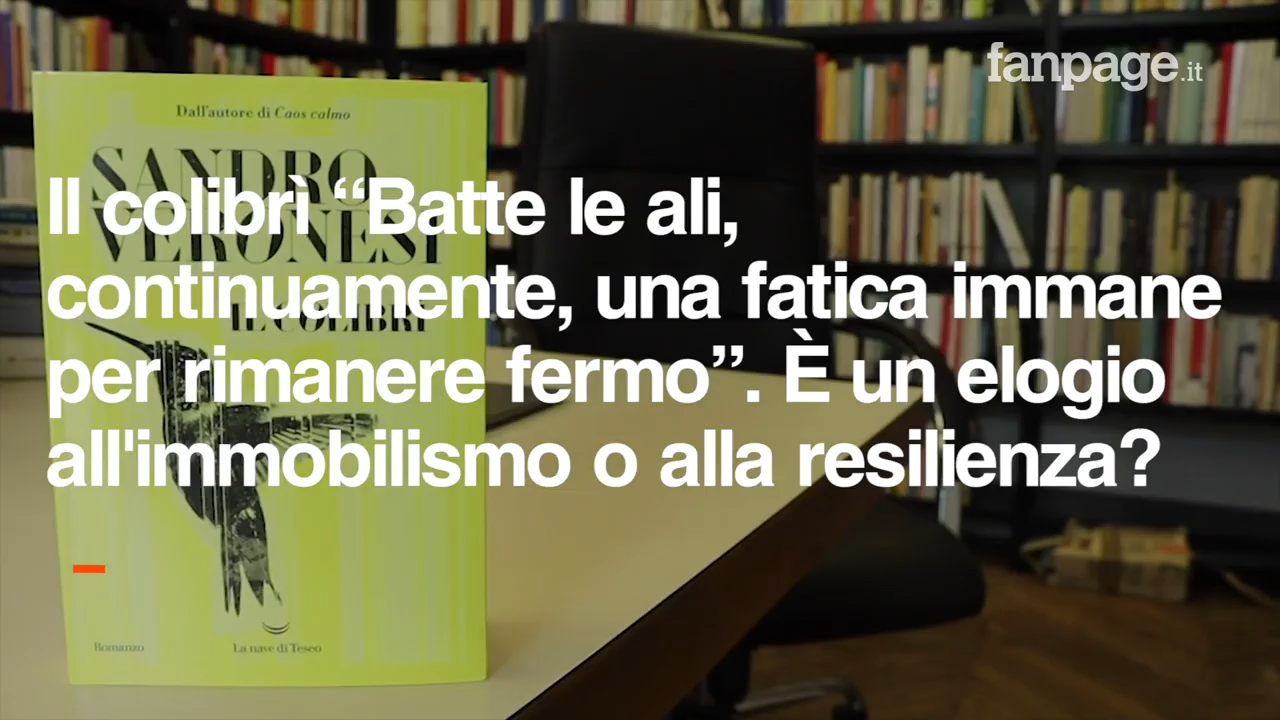 fanpage.it
Dall'autore di Caos calmo
SANDRO
VERONESI
IL COLIBRÌ
Il colibrì “Batte le ali,
continuamente, una fatica immane
per rimanere fermo”. È un elogio
all'immobilismo o alla resilienza?
Romanzo
La nave di Teseo